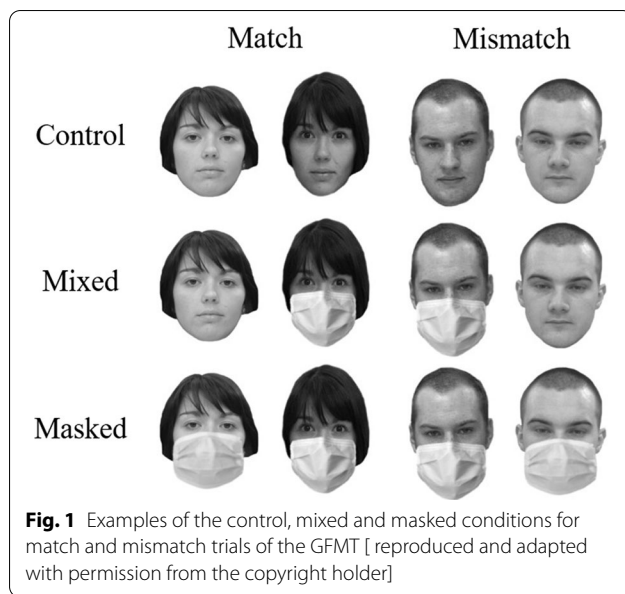 Match Mismatch
Control
Mixed
Masked
Fig. 1 Examples of the control, mixed and masked conditions for
match and mismatch trials of the GFMT [ reproduced and adapted
with permission from the copyright holder]